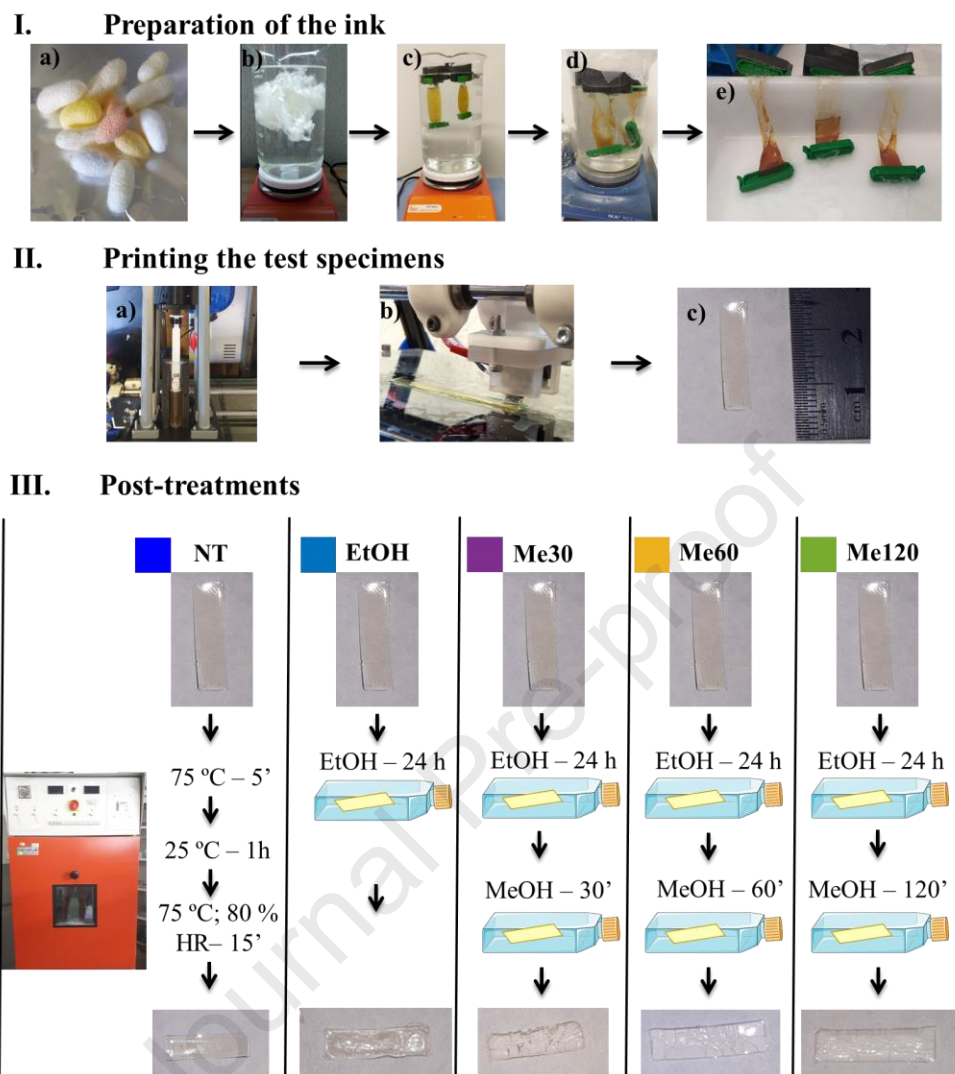 I. Preparation of the ink
a) b) c) d) e)
II. Printing the test specimens
a) b) c)
2
1
cm
III. Post-treatments
NT EtOH Me30 Me60 Me120
75 ºC – 5’ EtOH – 24 h EtOH – 24 h EtOH – 24 h EtOH – 24 h
25 ºC – 1h
75 ºC; 80 % MeOH – 30’ MeOH – 60’ MeOH – 120’
HR– 15’
Journal Pre-proof